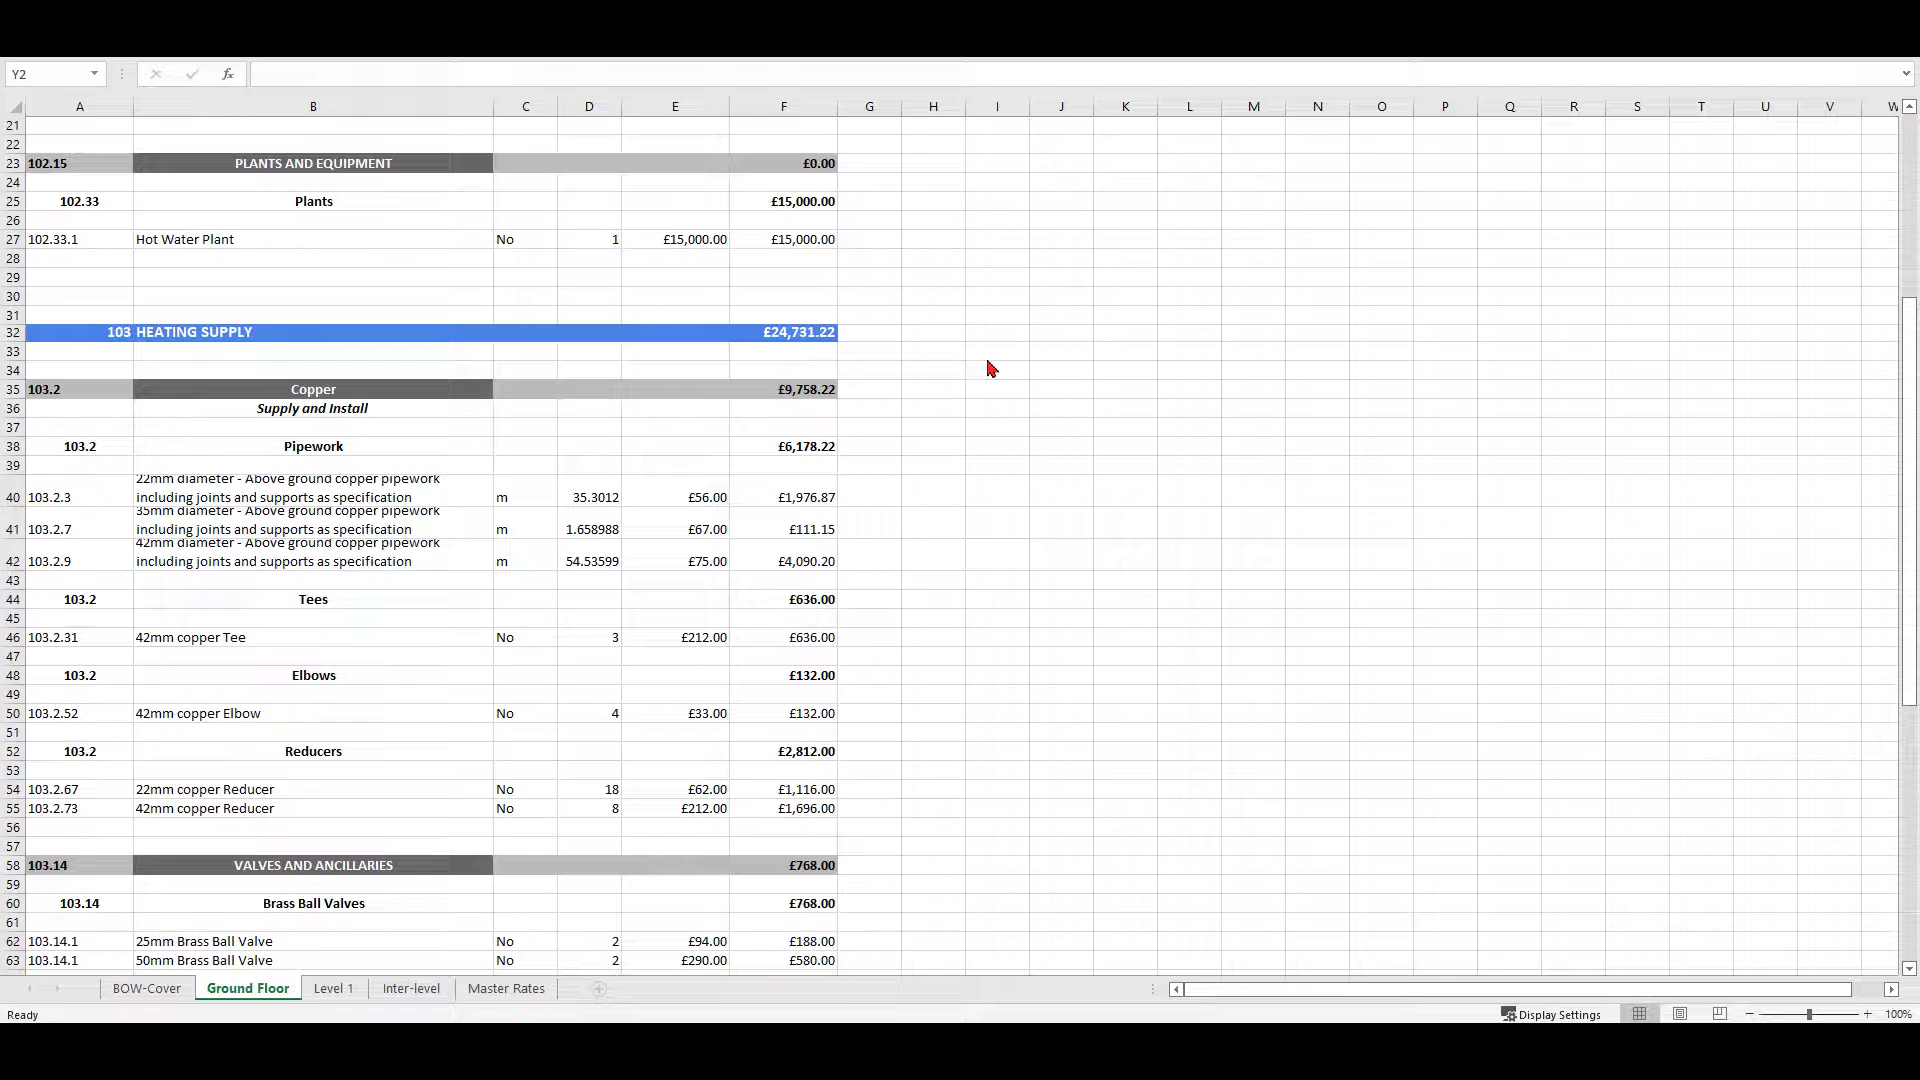 Y2 fx
A B C D E F G H I J K L M N O P Q R S T U V W
21
22
23 102.15 PLANTS AND EQUIPMENT £0.00
24
25 102.33 Plants £15,000.00
26
27 102.33.1 Hot Water Plant No 1 £15,000.00 £15,000.00
28
29
30
31
32 103 HEATING SUPPLY £24,731.22
33
34
35 103.2 Copper £9,758.22
36 Supply and Install
37
38 103.2 Pipework £6,178.22
39
22mm diameter - Above ground copper pipework
40 103.2.3 including joints and supports as specification m 35.3012 £56.00 £1,976.87
35mm diameter - Above ground copper pipework
41 103.2.7 including joints and supports as specification m 1.658988 £67.00 £111.15
42mm diameter - Above ground copper pipework
42 103.2.9 including joints and supports as specification m 54.53599 £75.00 £4,090.20
43
44 103.2 Tees £636.00
45
46 103.2.31 42mm copper Tee No 3 £212.00 £636.00
47
48 103.2 Elbows £132.00
49
50 103.2.52 42mm copper Elbow No 4 £33.00 £132.00
51
52 103.2 Reducers £2,812.00
53
54 103.2.67 22mm copper Reducer No 18 £62.00 £1,116.00
55 103.2.73 42mm copper Reducer No 8 £212.00 £1,696.00
56
57
58 103.14 VALVES AND ANCILLARIES £768.00
59
60 103.14 Brass Ball Valves £768.00
61
62 103.14.1 25mm Brass Ball Valve No 2 £94.00 £188.00
63 103.14.1 50mm Brass Ball Valve No 2 £290.00 £580.00
BOW-Cover Ground Floor Level 1 Inter-level Master Rates
Ready Display Settings 100%